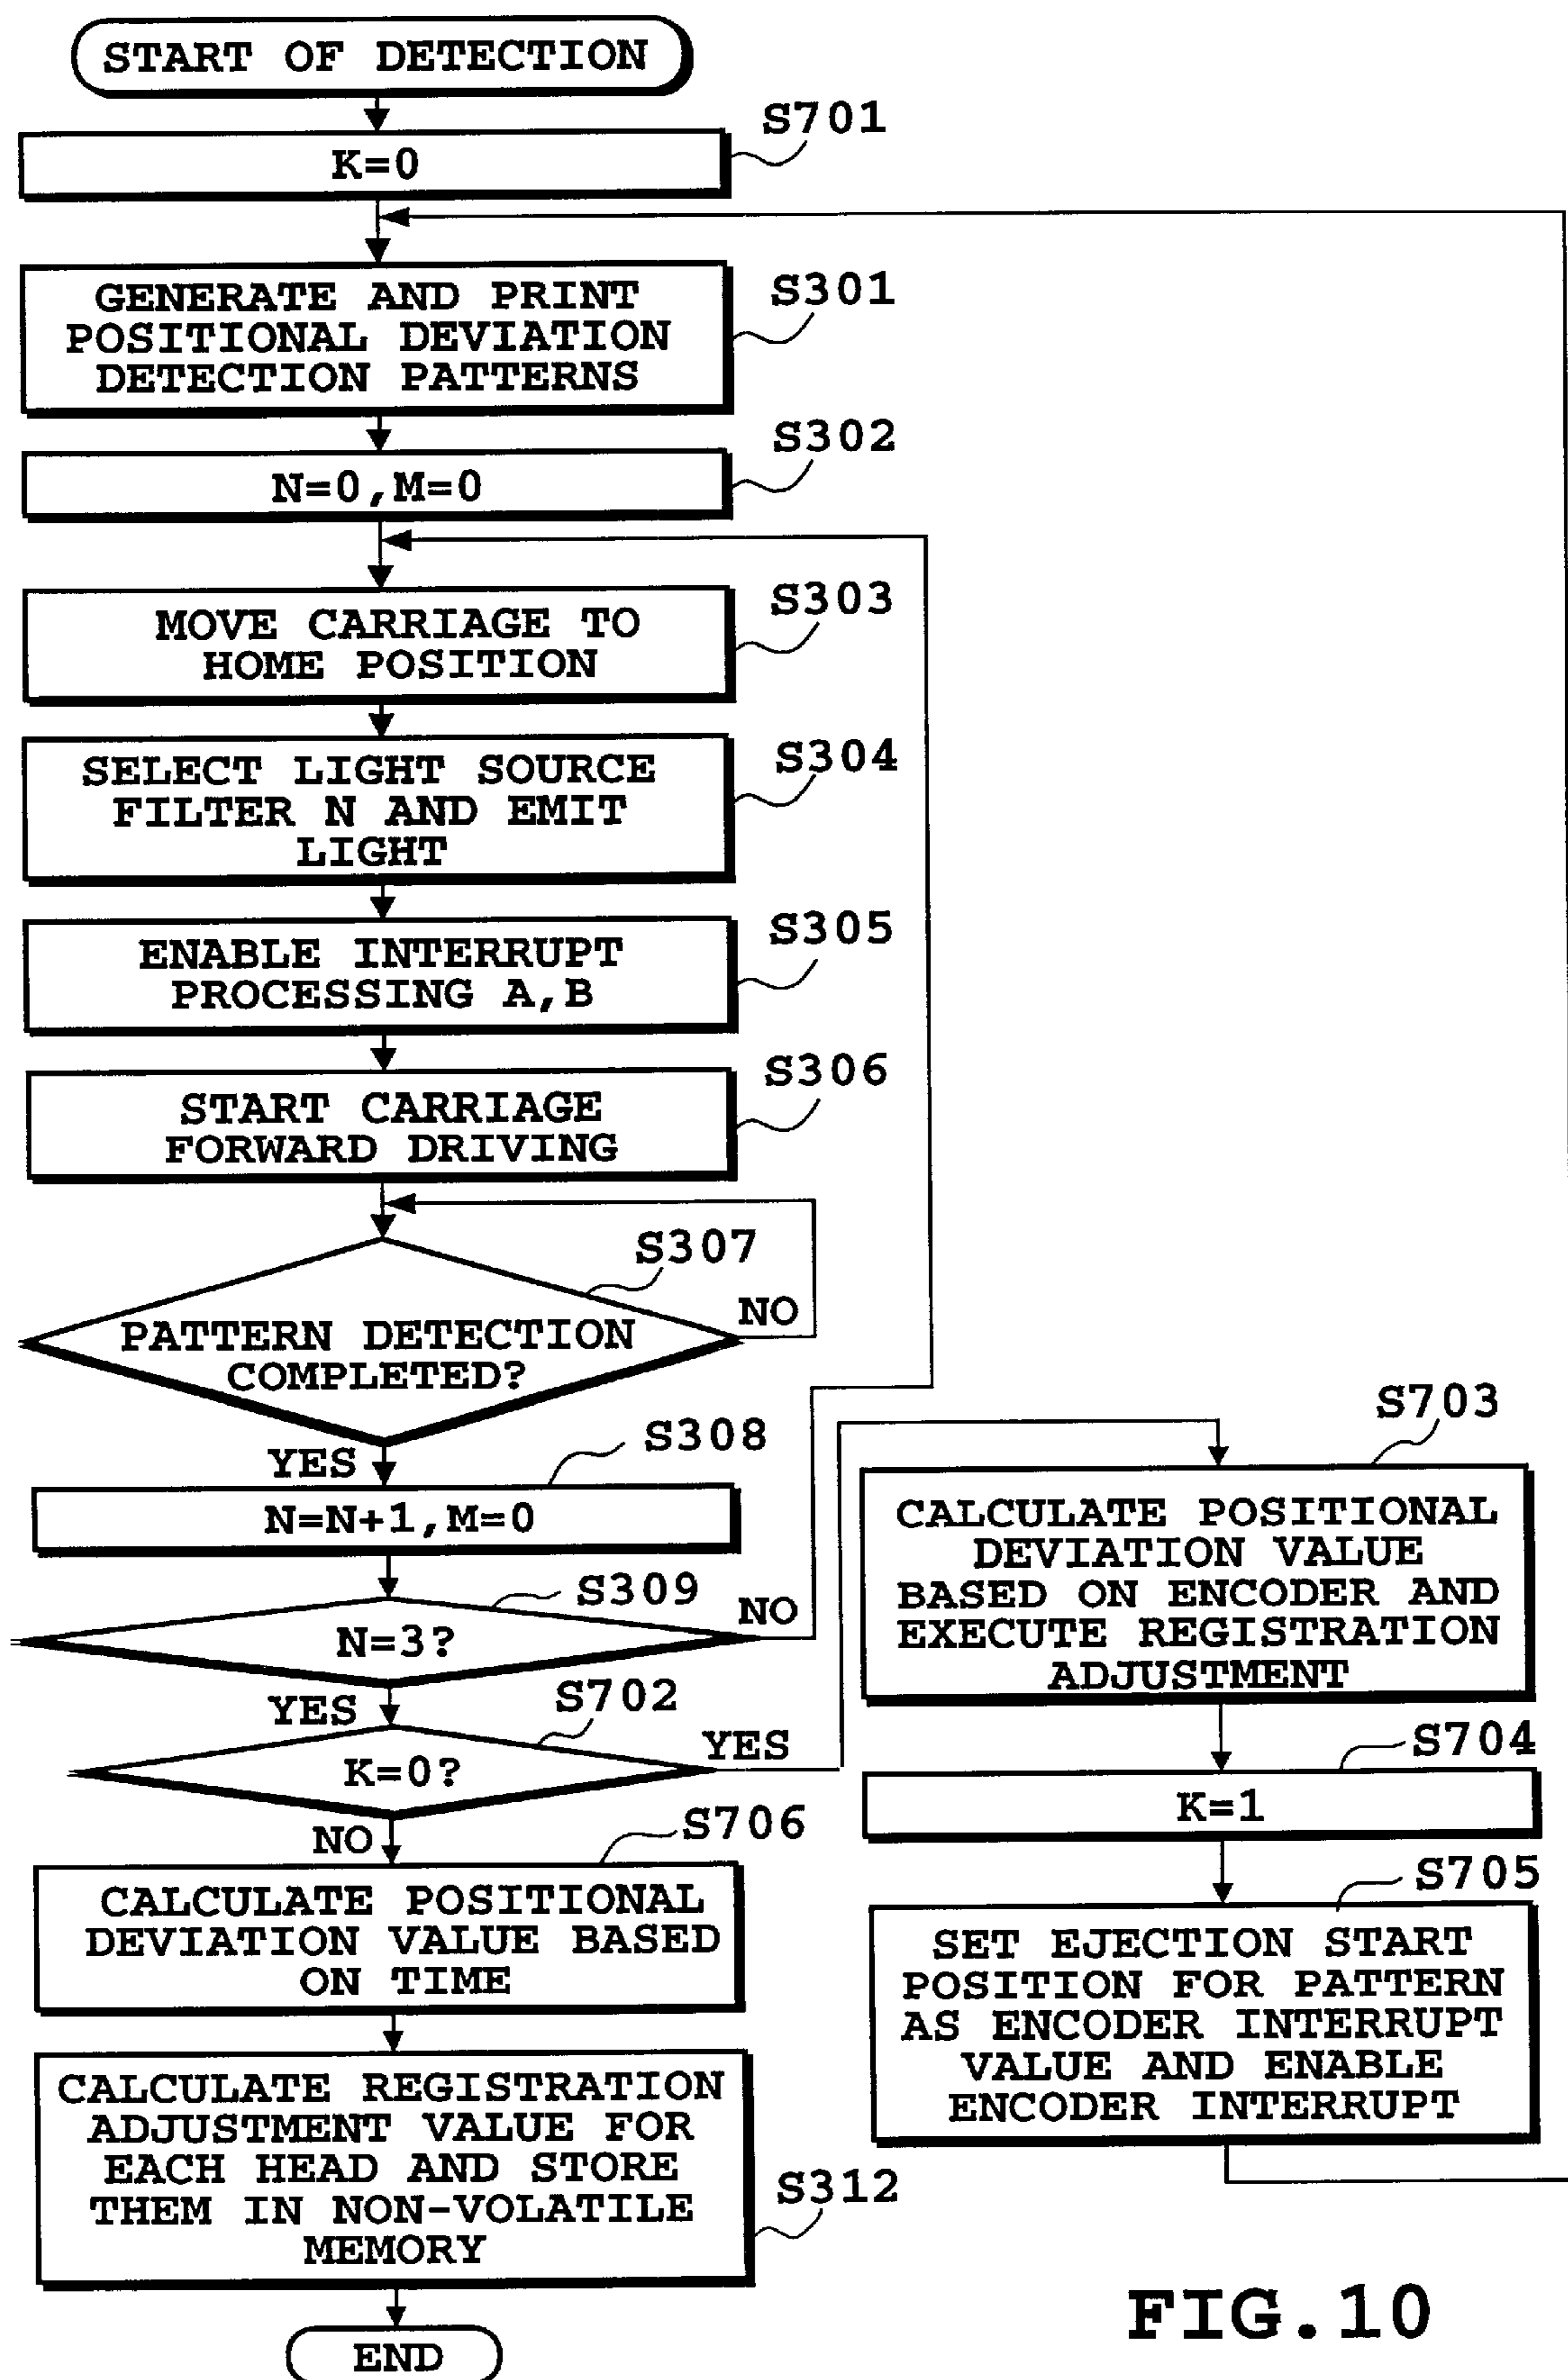 START OF DETECTION
S701
K=0
S301
GENERATE AND PRINT
POSITIONAL DEVIATION
DETECTION PATTERNS
S302
N=0,M=0
S303
MOVE CARRIAGE TO
HOME POSITION
S304
SELECT LIGHT SOURCE
FILTER N AND EMIT
LIGHT
S305
ENABLE INTERRUPT
PROCESSING A,B
S306
START CARRIAGE
FORWARD DRIVING
S307
NO
PATTERN DETECTION
COMPLETED?
YES
S308
N=N+1,M=0
S309
NO
N=3?
YES
S702
YES
K=0?
NO
S706
CALCULATE POSITIONAL
DEVIATION VALUE BASED
ON TIME
CALCULATE REGISTRATION
ADJUSTMENT VALUE FOR
EACH HEAD AND STORE
THEM IN NON-VOLATILE
MEMORY
S312
END
S703
CALCULATE POSITIONAL
DEVIATION VALUE
BASED ON ENCODER AND
EXECUTE REGISTRATION
ADJUSTMENT
S704
K=1
S705
SET EJECTION START
POSITION FOR PATTERN
AS ENCODER INTERRUPT
VALUE AND ENABLE
ENCODER INTERRUPT
FIG.10